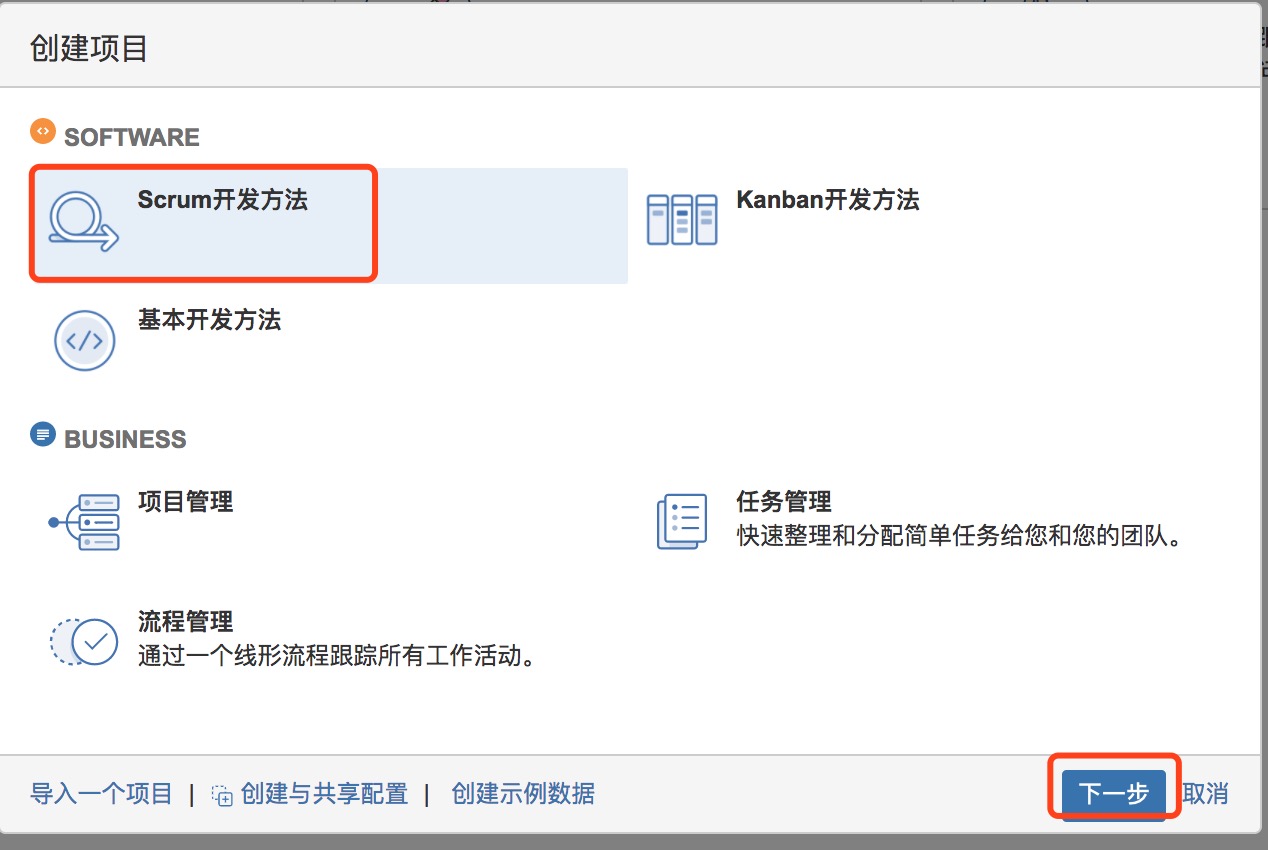 创建项目
SOFTWARE
Scrum开发方法
Kanban开发方法
基本开发方法
BUSINESS
项目管理
任务管理
快速整理和分配简单任务给您和您的团队。
流程管理
通过一个线形流程跟踪所有工作活动。
导入一个项目 | 创建与共享配置 | 创建示例数据
下一步 取消